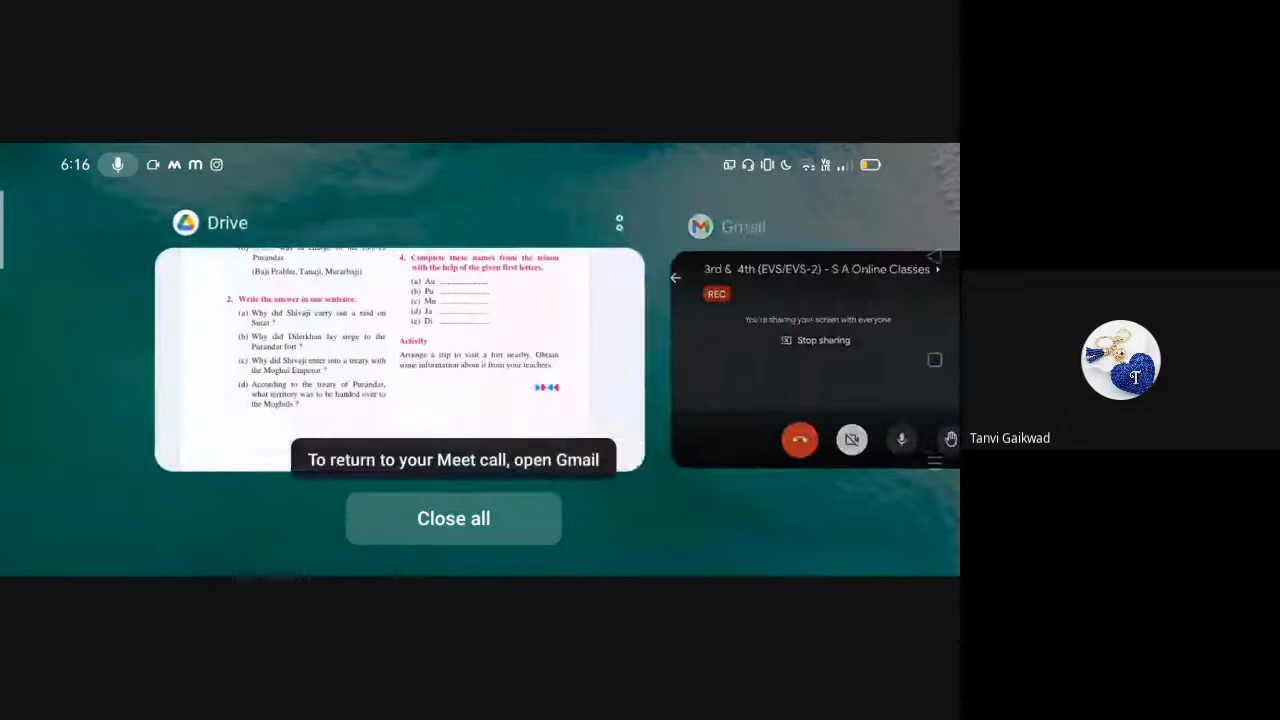 6:16
Drive
Gmail
Purandar.
(Baji Prabhu, Tanaji, Murarbaji)
2. Write the answer in one sentence.
(a) Why did Shivaji carry out a raid on
Surat ?
(b) Why did Dilerkhan lay siege to the
Purandar fort ?
(c) Why did Shivaji enter into a treaty with
the Moghul Emperor ?
(d) According to the treaty of Purandar,
what territory was to be handed over to
the Moghuls ?
4. Complete these names from the lesson
with the help of the given first letters.
(a) Au ....................
(b) Pu ....................
(c) Mu ....................
(d) Ja ....................
(e) Di ....................
Activity
Arrange a trip to visit a fort nearby. Obtain
some information about it from your teachers.
3rd & 4th (EVS/EVS-2) - S A Online Classes
REC
You're sharing your screen with everyone
Stop sharing
To return to your Meet call, open Gmail
Close all
T
Tanvi Gaikwad